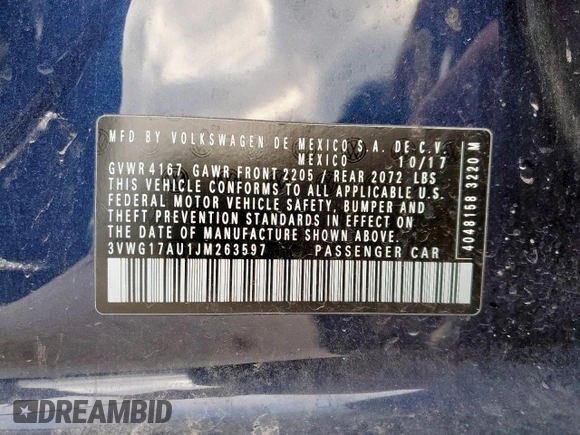 MFD BY VOLKSWAGEN DE MEXICO S.A. DE C.V.
MEXICO 10/17
GVWR 4167 GAWR FRONT 2205 / REAR 2072 LBS
THIS VEHICLE CONFORMS TO ALL APPLICABLE U.S.
FEDERAL MOTOR VEHICLE SAFETY, BUMPER AND
THEFT PREVENTION STANDARDS IN EFFECT ON
THE DATE OF MANUFACTURE SHOWN ABOVE
3VWG17AU1JM263597 PASSENGER CAR
4048158 3220 M
DREAMBID